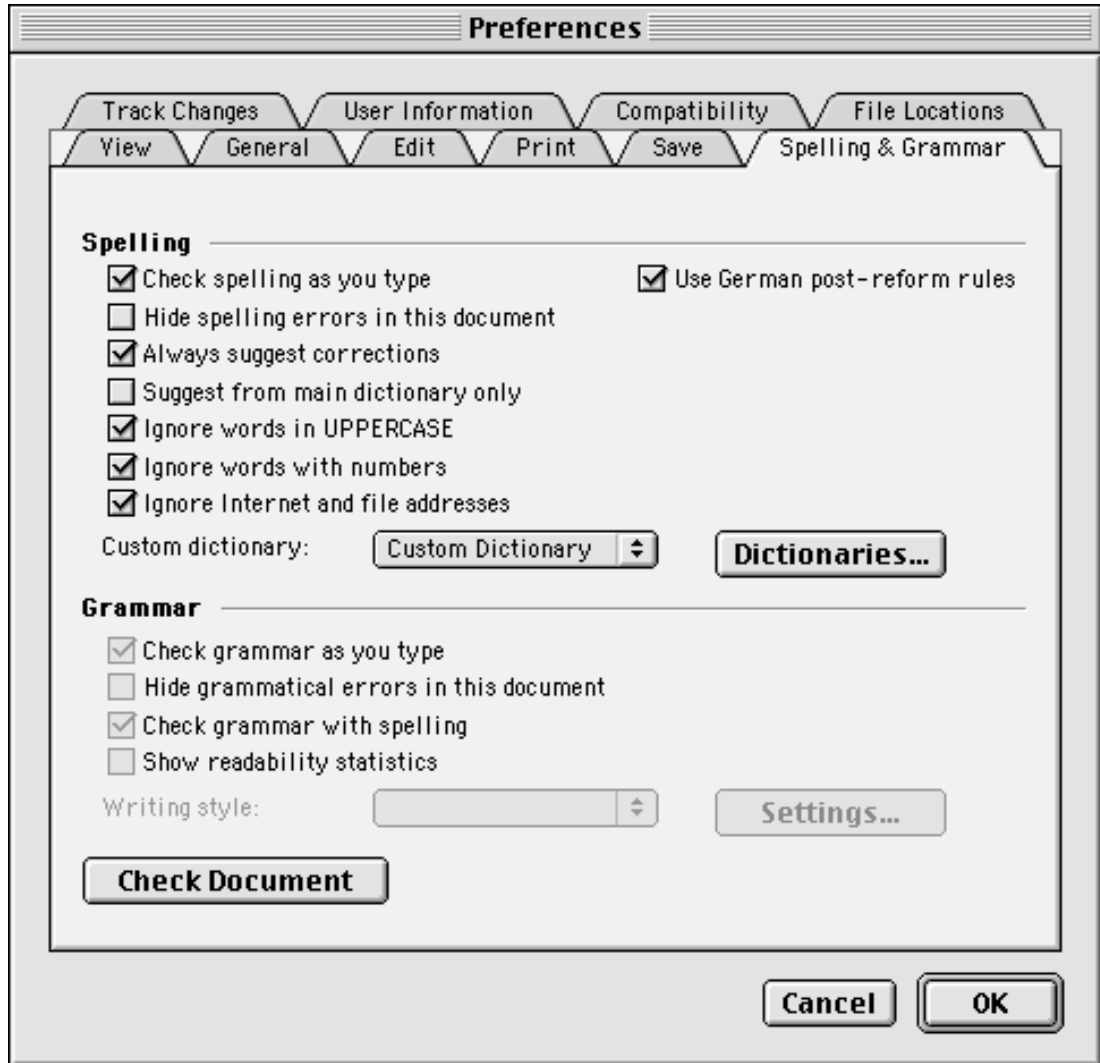 Preferences
Track Changes User Information Compatibility File Locations
View General Edit Print Save Spelling & Grammar
Spelling
Check spelling as you type Use German post-reform rules
Hide spelling errors in this document
Always suggest corrections
Suggest from main dictionary only
Ignore words in UPPERCASE
Ignore words with numbers
Ignore Internet and file addresses
Custom dictionary: Custom Dictionary Dictionaries...
Grammar
Check grammar as you type
Hide grammatical errors in this document
Check grammar with spelling
Show readability statistics
Writing style: Settings...
Check Document
Cancel OK